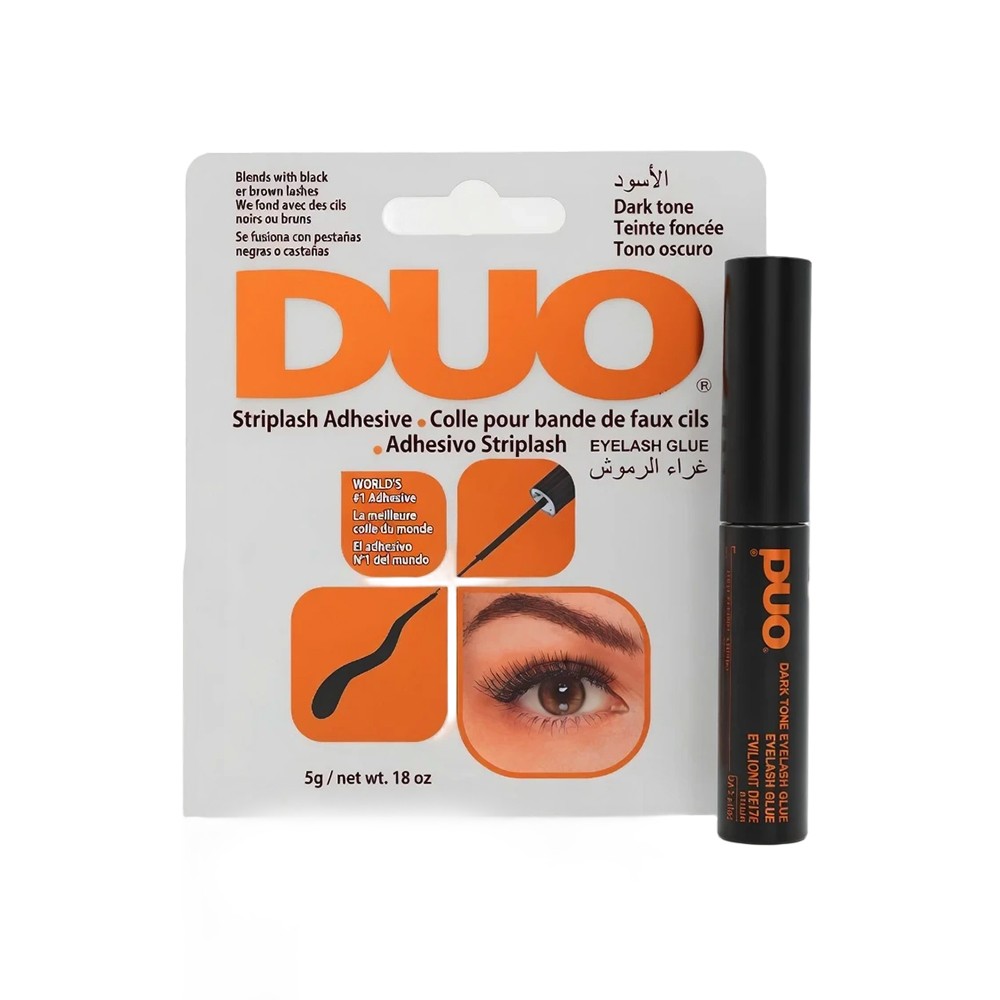 Blends with black
er brown lashes
We fond avec des cils
noirs ou bruns
Se fusiona con pestañas
negras o castañas
الأسود
Dark tone
Teinte foncée
Tono oscuro
DUO®
Striplash Adhesive • Colle pour bande de faux cils
• Adhesivo Striplash EYELASH GLUE
غراء الرموش
WORLD'S
#1 Adhesive
La meilleure
colle du monde
El adhesivo
N°1 del mundo
5g / net wt. 18 oz
DUO®
DARK TONE EYELASH GLUE
EYELASH GLUE